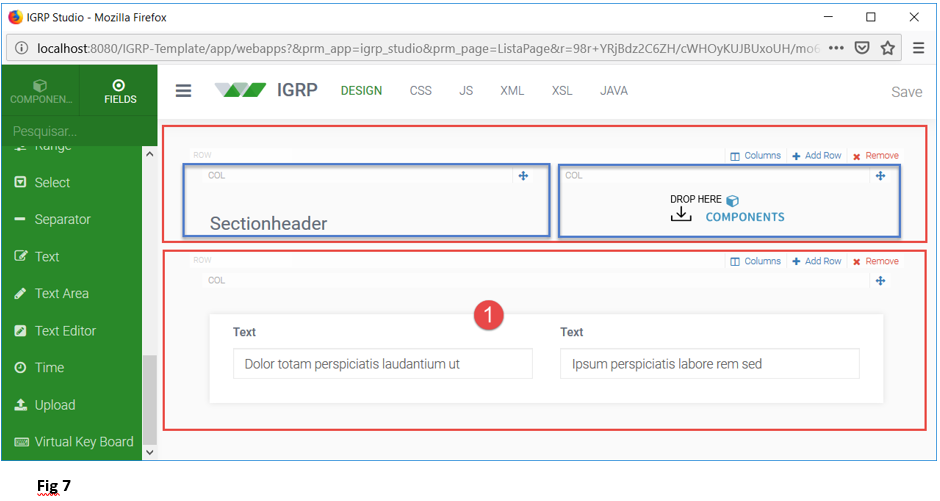 IGRP Studio - Mozilla Firefox
localhost:8080/IGRP-Template/app/webapps?&prm_app=igrp_studio&prm_page=ListaPage&r=98r+YRjBdz2C6ZH/cWHOyKUJBUxoUH/mo6
COMPONEN...
FIELDS
IGRP
DESIGN
CSS
JS
XML
XSL
JAVA
Save
Pesquisar...
Range
Select
Separator
Text
Text Area
Text Editor
Time
Upload
Virtual Key Board
ROW
Columns
Add Row
Remove
COL
Sectionheader
COL
DROP HERE
COMPONENTS
ROW
Columns
Add Row
Remove
COL
1
Text
Text
Dolor totam perspiciatis laudantium ut
Ipsum perspiciatis labore rem sed
Fig 7